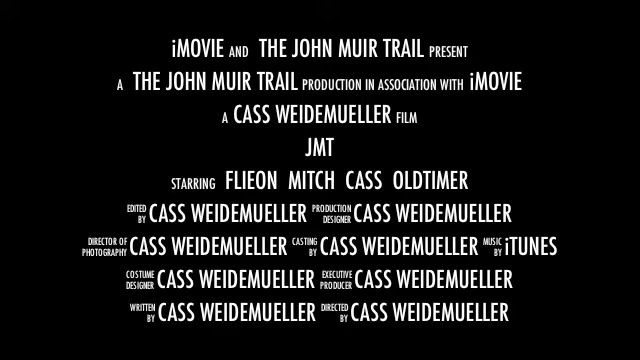 iMOVIE AND THE JOHN MUIR TRAIL PRESENT
A THE JOHN MUIR TRAIL PRODUCTION IN ASSOCIATION WITH iMOVIE
A CASS WEIDEMUELLER FILM
JMT
STARRING FLIEON MITCH CASS OLDTIMER
EDITED BY CASS WEIDEMUELLER PRODUCTION DESIGNER CASS WEIDEMUELLER
DIRECTOR OF PHOTOGRAPHY CASS WEIDEMUELLER CASTING BY CASS WEIDEMUELLER MUSIC BY iTUNES
COSTUME DESIGNER CASS WEIDEMUELLER EXECUTIVE PRODUCER CASS WEIDEMUELLER
WRITTEN BY CASS WEIDEMUELLER DIRECTED BY CASS WEIDEMUELLER